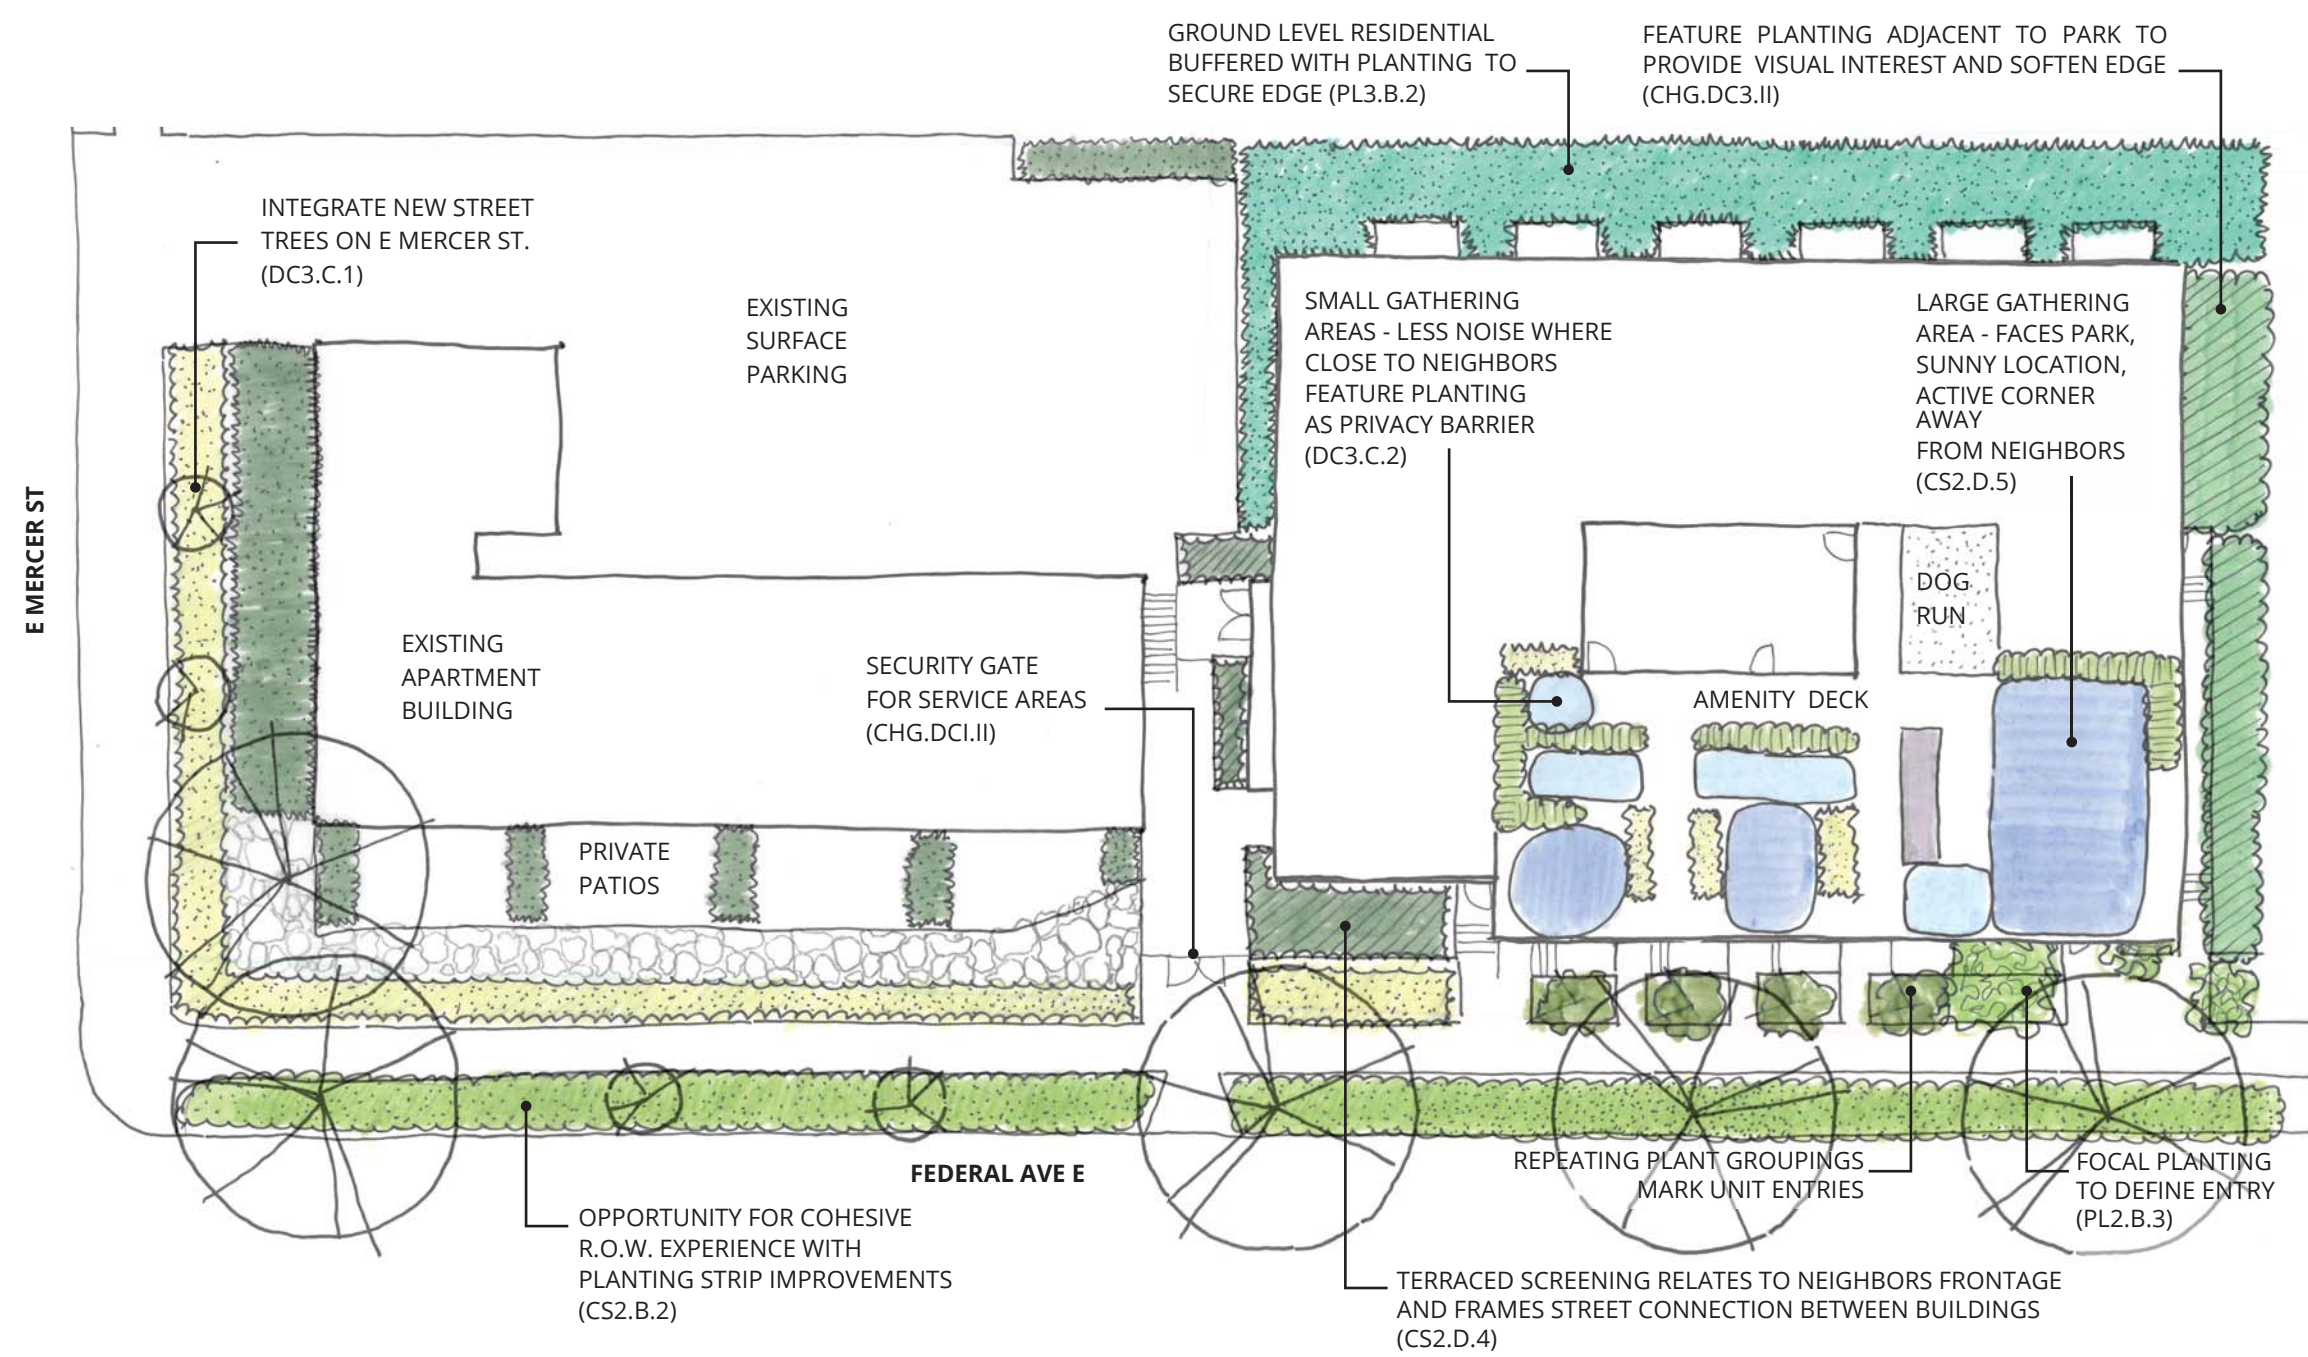 GROUND LEVEL RESIDENTIAL
BUFFERED WITH PLANTING TO
SECURE EDGE (PL3.B.2)
FEATURE PLANTING ADJACENT TO PARK TO
PROVIDE VISUAL INTEREST AND SOFTEN EDGE
(CHG.DC3.II)
INTEGRATE NEW STREET
TREES ON E MERCER ST.
(DC3.C.1)
EXISTING
SURFACE
PARKING
SMALL GATHERING
AREAS - LESS NOISE WHERE
CLOSE TO NEIGHBORS
FEATURE PLANTING
AS PRIVACY BARRIER
(DC3.C.2)
LARGE GATHERING
AREA - FACES PARK,
SUNNY LOCATION,
ACTIVE CORNER
AWAY
FROM NEIGHBORS
(CS2.D.5)
E MERCER ST
DOG
RUN
EXISTING
APARTMENT
BUILDING
SECURITY GATE
FOR SERVICE AREAS
(CHG.DCI.II)
AMENITY DECK
PRIVATE
PATIOS
FEDERAL AVE E
REPEATING PLANT GROUPINGS
MARK UNIT ENTRIES
FOCAL PLANTING
TO DEFINE ENTRY
(PL2.B.3)
OPPORTUNITY FOR COHESIVE
R.O.W. EXPERIENCE WITH
PLANTING STRIP IMPROVEMENTS
(CS2.B.2)
TERRACED SCREENING RELATES TO NEIGHBORS FRONTAGE
AND FRAMES STREET CONNECTION BETWEEN BUILDINGS
(CS2.D.4)